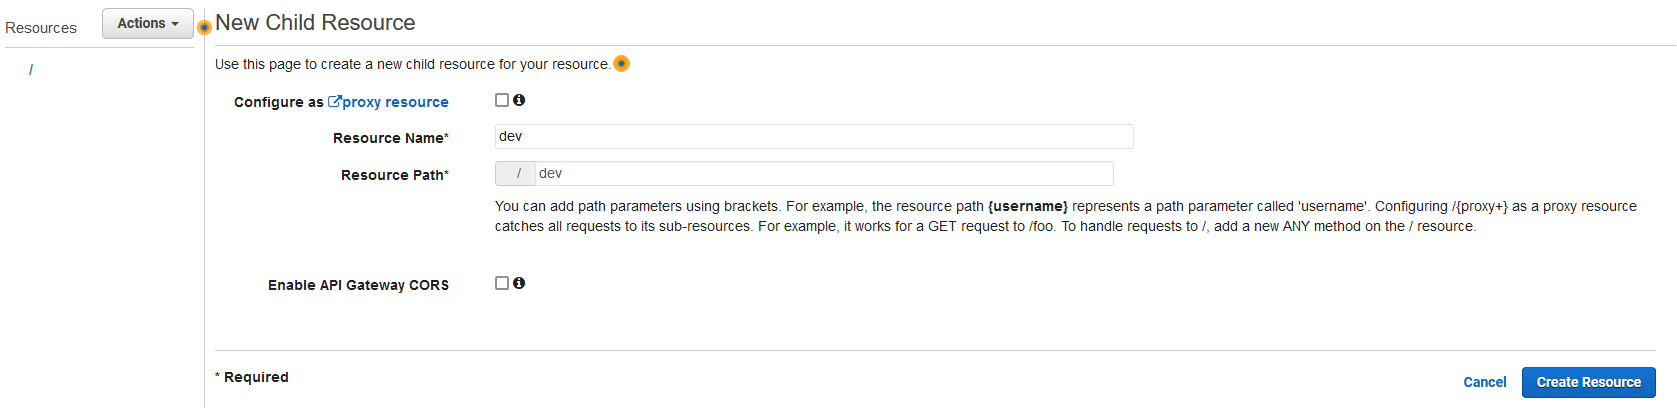 Resources
Actions
/
New Child Resource
Use this page to create a new child resource for your resource.
Configure as proxy resource
Resource Name*
dev
Resource Path*
/ dev
You can add path parameters using brackets. For example, the resource path {username} represents a path parameter called 'username'. Configuring /{proxy+} as a proxy resource
catches all requests to its sub-resources. For example, it works for a GET request to /foo. To handle requests to /, add a new ANY method on the / resource.
Enable API Gateway CORS
* Required
Cancel
Create Resource